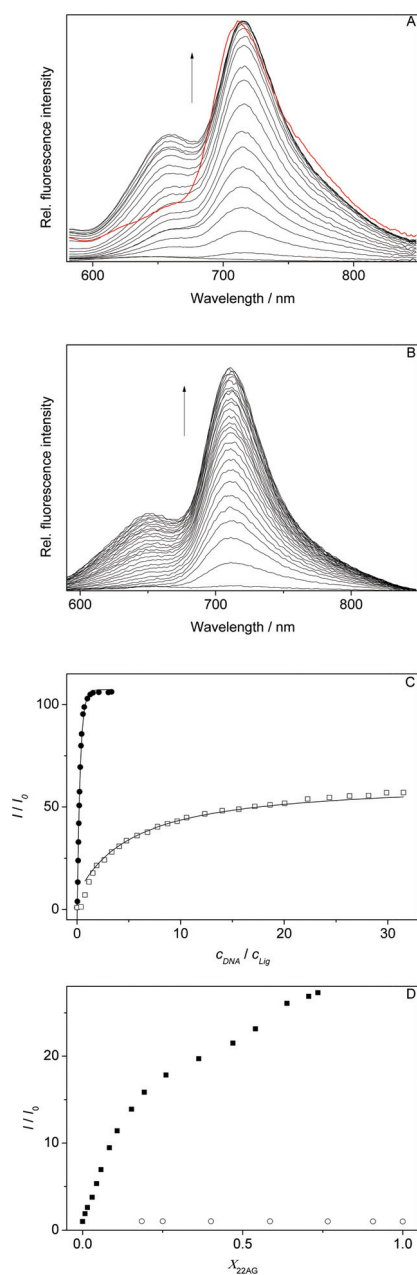 A
Rel. fluorescence intensity
600 700 800
Wavelength / nm
B
Rel. fluorescence intensity
600 700 800
Wavelength / nm
C
100
50
0
I / I0
0 10 20 30
cDNA / cLig
D
20
10
0
I / I0
0.0 0.5 1.0
X22AG